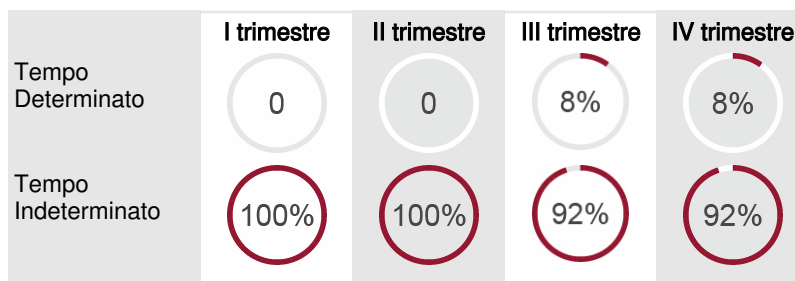 I trimestre II trimestre III trimestre IV trimestre
Tempo
Determinato
0 0 8% 8%
Tempo
Indeterminato
100% 100% 92% 92%